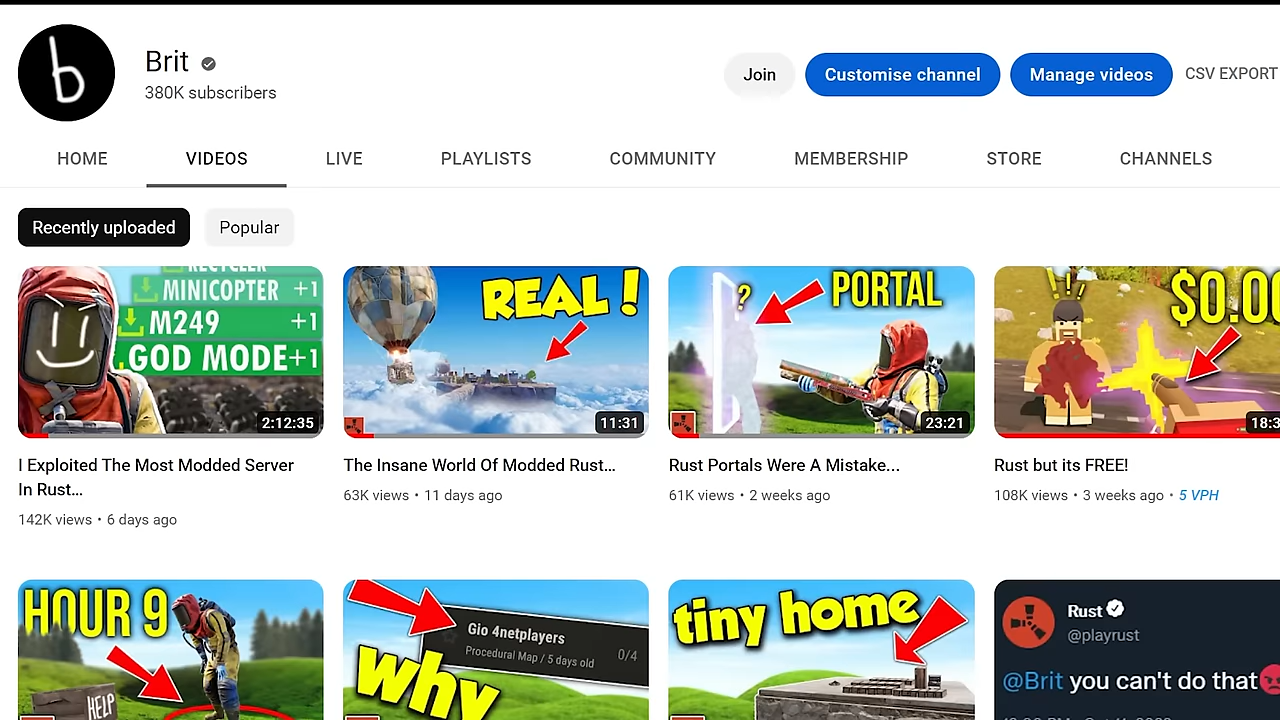 b
Brit
380K subscribers
Join
Customise channel
Manage videos
CSV EXPORT
HOME
VIDEOS
LIVE
PLAYLISTS
COMMUNITY
MEMBERSHIP
STORE
CHANNELS
Recently uploaded
Popular
RECYCLER
MINICOPTER +1
M249 +1
GOD MODE+1
2:12:35
REAL!
11:31
?
PORTAL
23:21
!!!
$0.00
18:3
I Exploited The Most Modded Server
In Rust...
142K views • 6 days ago
The Insane World Of Modded Rust...
63K views • 11 days ago
Rust Portals Were A Mistake...
61K views • 2 weeks ago
Rust but its FREE!
108K views • 3 weeks ago • 5 VPH
HOUR 9
HELP
Gio 4netplayers
Procedural Map / 5 days old 0/4
why
tiny home
Rust
@playrust
@Brit you can't do that